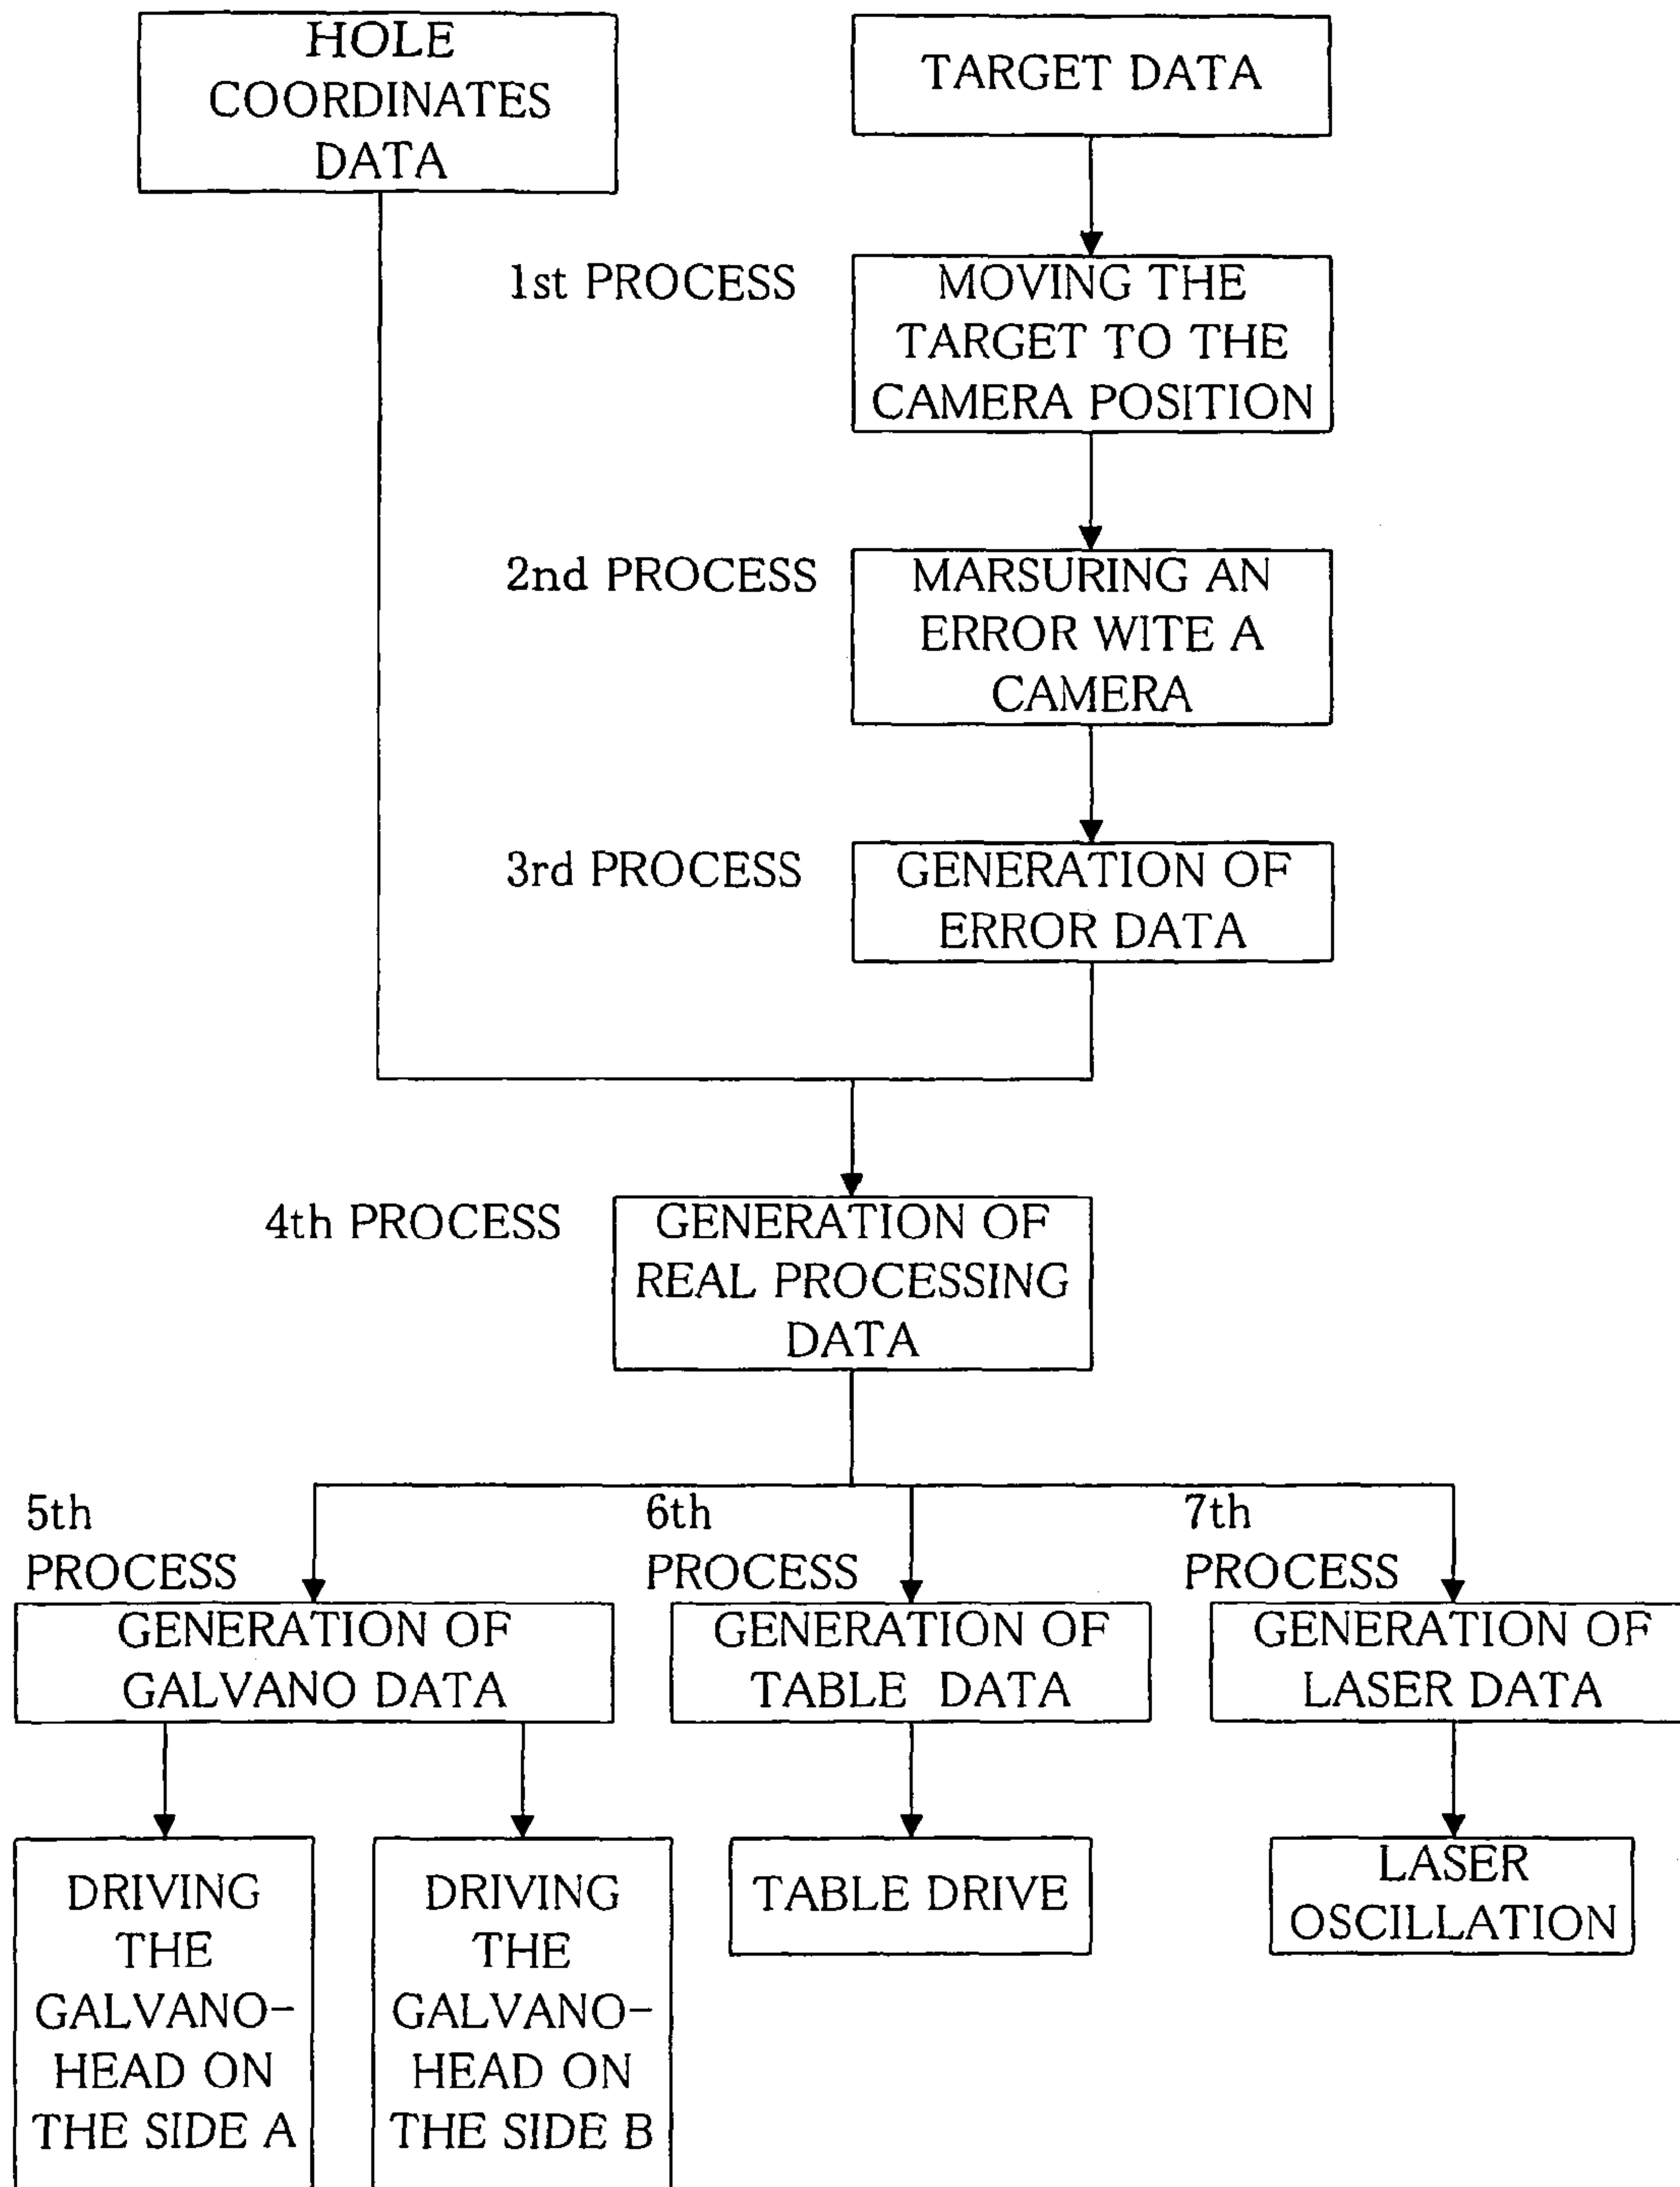 HOLE
COORDINATES
DATA
TARGET DATA
1st PROCESS
MOVING THE
TARGET TO THE
CAMERA POSITION
2nd PROCESS
MARSURING AN
ERROR WITE A
CAMERA
3rd PROCESS
GENERATION OF
ERROR DATA
4th PROCESS
GENERATION OF
REAL PROCESSING
DATA
5th
PROCESS
GENERATION OF
GALVANO DATA
6th
PROCESS
GENERATION OF
TABLE DATA
7th
PROCESS
GENERATION OF
LASER DATA
DRIVING
THE
GALVANO-
HEAD ON
THE SIDE A
DRIVING
THE
GALVANO-
HEAD ON
THE SIDE B
TABLE DRIVE
LASER
OSCILLATION